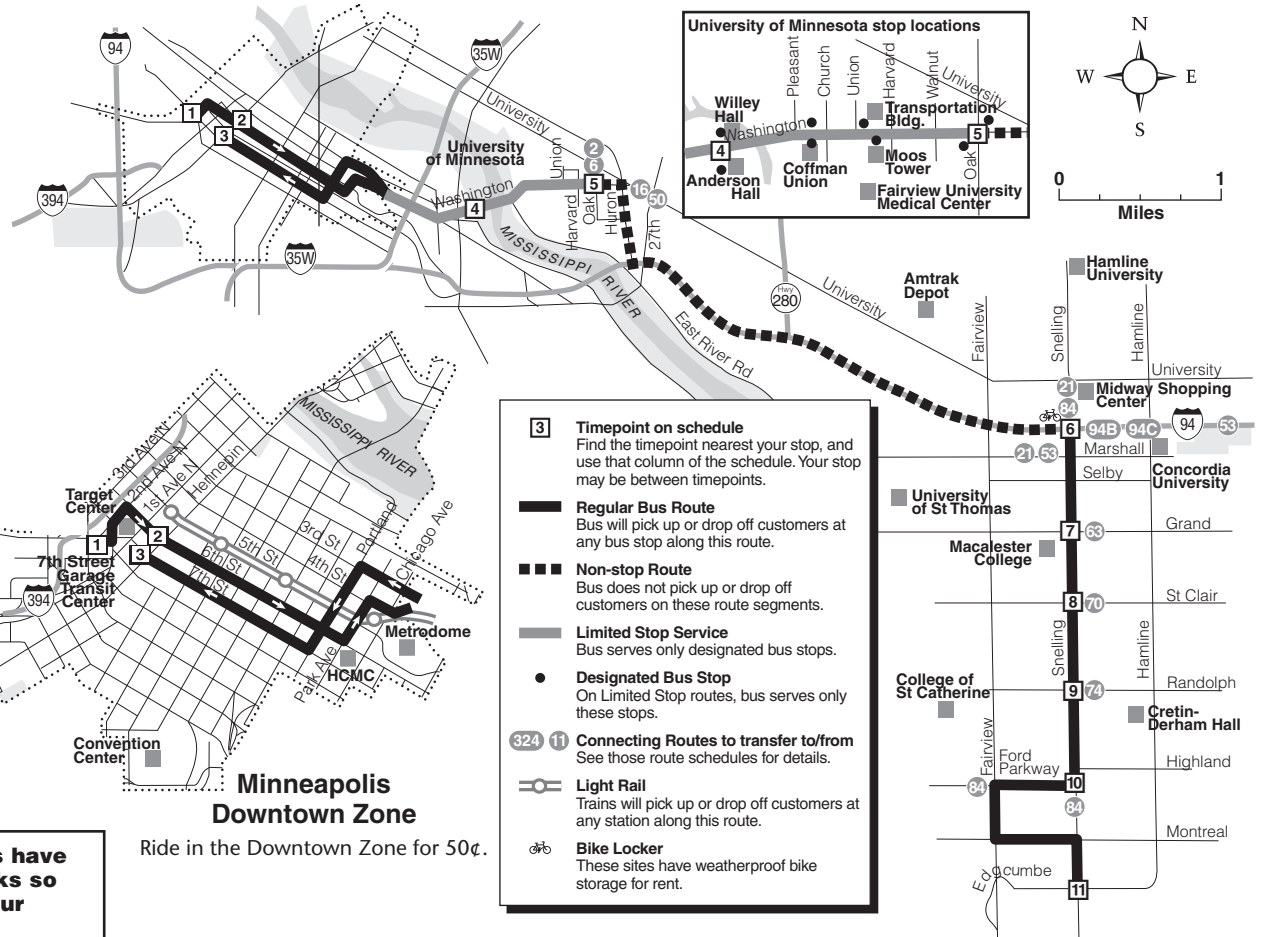 94
35W
1
2
3
University
University
of Minnesota
Union
2
6
5
16
50
Washington
4
Harvard
Oak
Huron
27th
394
35W
MISSISSIPPI RIVER
East River Rd
University of Minnesota stop locations
Pleasant
Church
Union
Harvard
Walnut
University
Willey
Hall
Washington
Transportation
Bldg.
4
5
Oak
Anderson
Hall
Coffman
Union
Moos
Tower
Fairview University
Medical Center
N
W
E
S
0
1
Miles
Hwy
280
University
Amtrak
Depot
Hamline
University
Fairview
Snelling
Hamline
University
21
84
Midway Shopping
Center
6
94B
94C
94
53
21
53
Marshall
Selby
Concordia
University
University
of St Thomas
Grand
7
63
Macalester
College
St Clair
8
70
Snelling
Hamline
Randolph
9
74
College of
St Catherine
Cretin-
Derham Hall
Fairview
Ford
Parkway
Highland
10
84
84
Montreal
Edgcumbe
11
MISSISSIPPI
RIVER
3rd Ave N
2nd Ave N
1st Ave N
Hennepin
Target
Center
1
2
3
7th Street
Garage
Transit
Center
394
3rd St
4th St
5th St
6th St
7th St
Portland
Chicago Ave
Park Ave
Metrodome
HCMC
Convention
Center
Minneapolis
Downtown Zone
Ride in the Downtown Zone for 50¢.
s have
ks so
ur
3
Timepoint on schedule
Find the timepoint nearest your stop, and
use that column of the schedule. Your stop
may be between timepoints.
Regular Bus Route
Bus will pick up or drop off customers at
any bus stop along this route.
Non-stop Route
Bus does not pick up or drop off
customers on these route segments.
Limited Stop Service
Bus serves only designated bus stops.
Designated Bus Stop
On Limited Stop routes, bus serves only
these stops.
324 11 Connecting Routes to transfer to/from
See those route schedules for details.
Light Rail
Trains will pick up or drop off customers at
any station along this route.
Bike Locker
These sites have weatherproof bike
storage for rent.